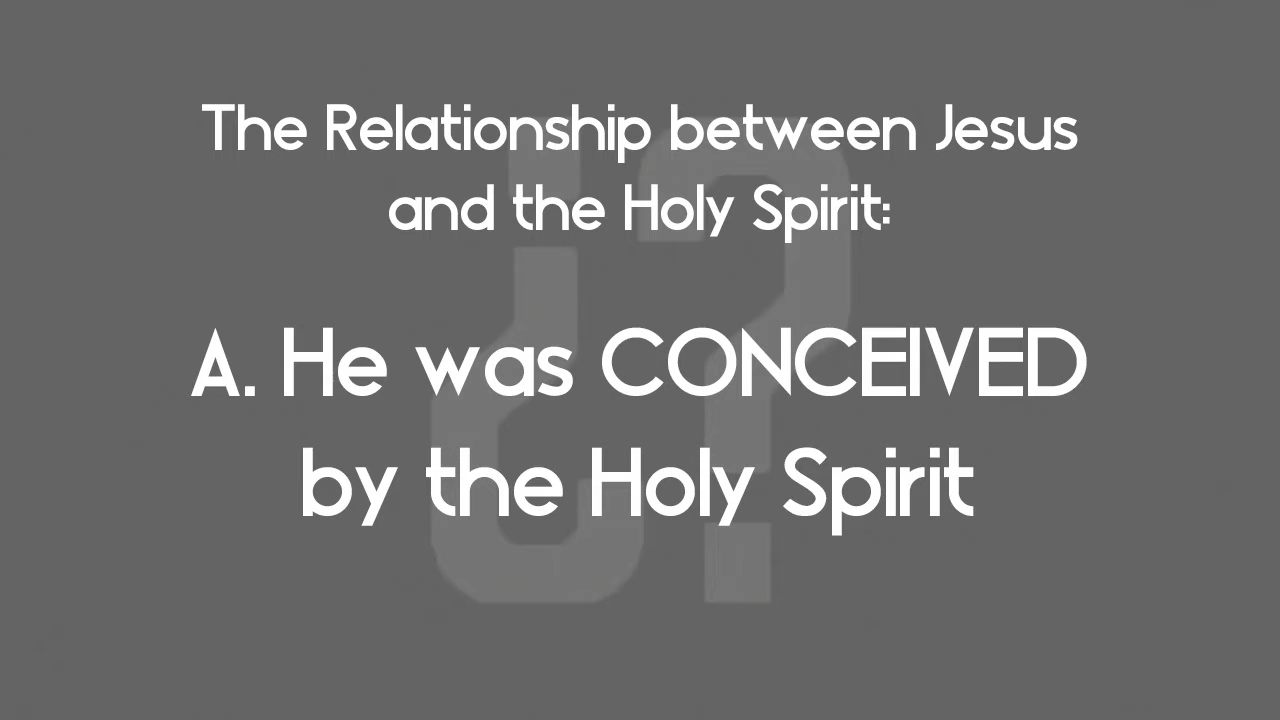 The Relationship between Jesus
and the Holy Spirit:
A. He was CONCEIVED
by the Holy Spirit